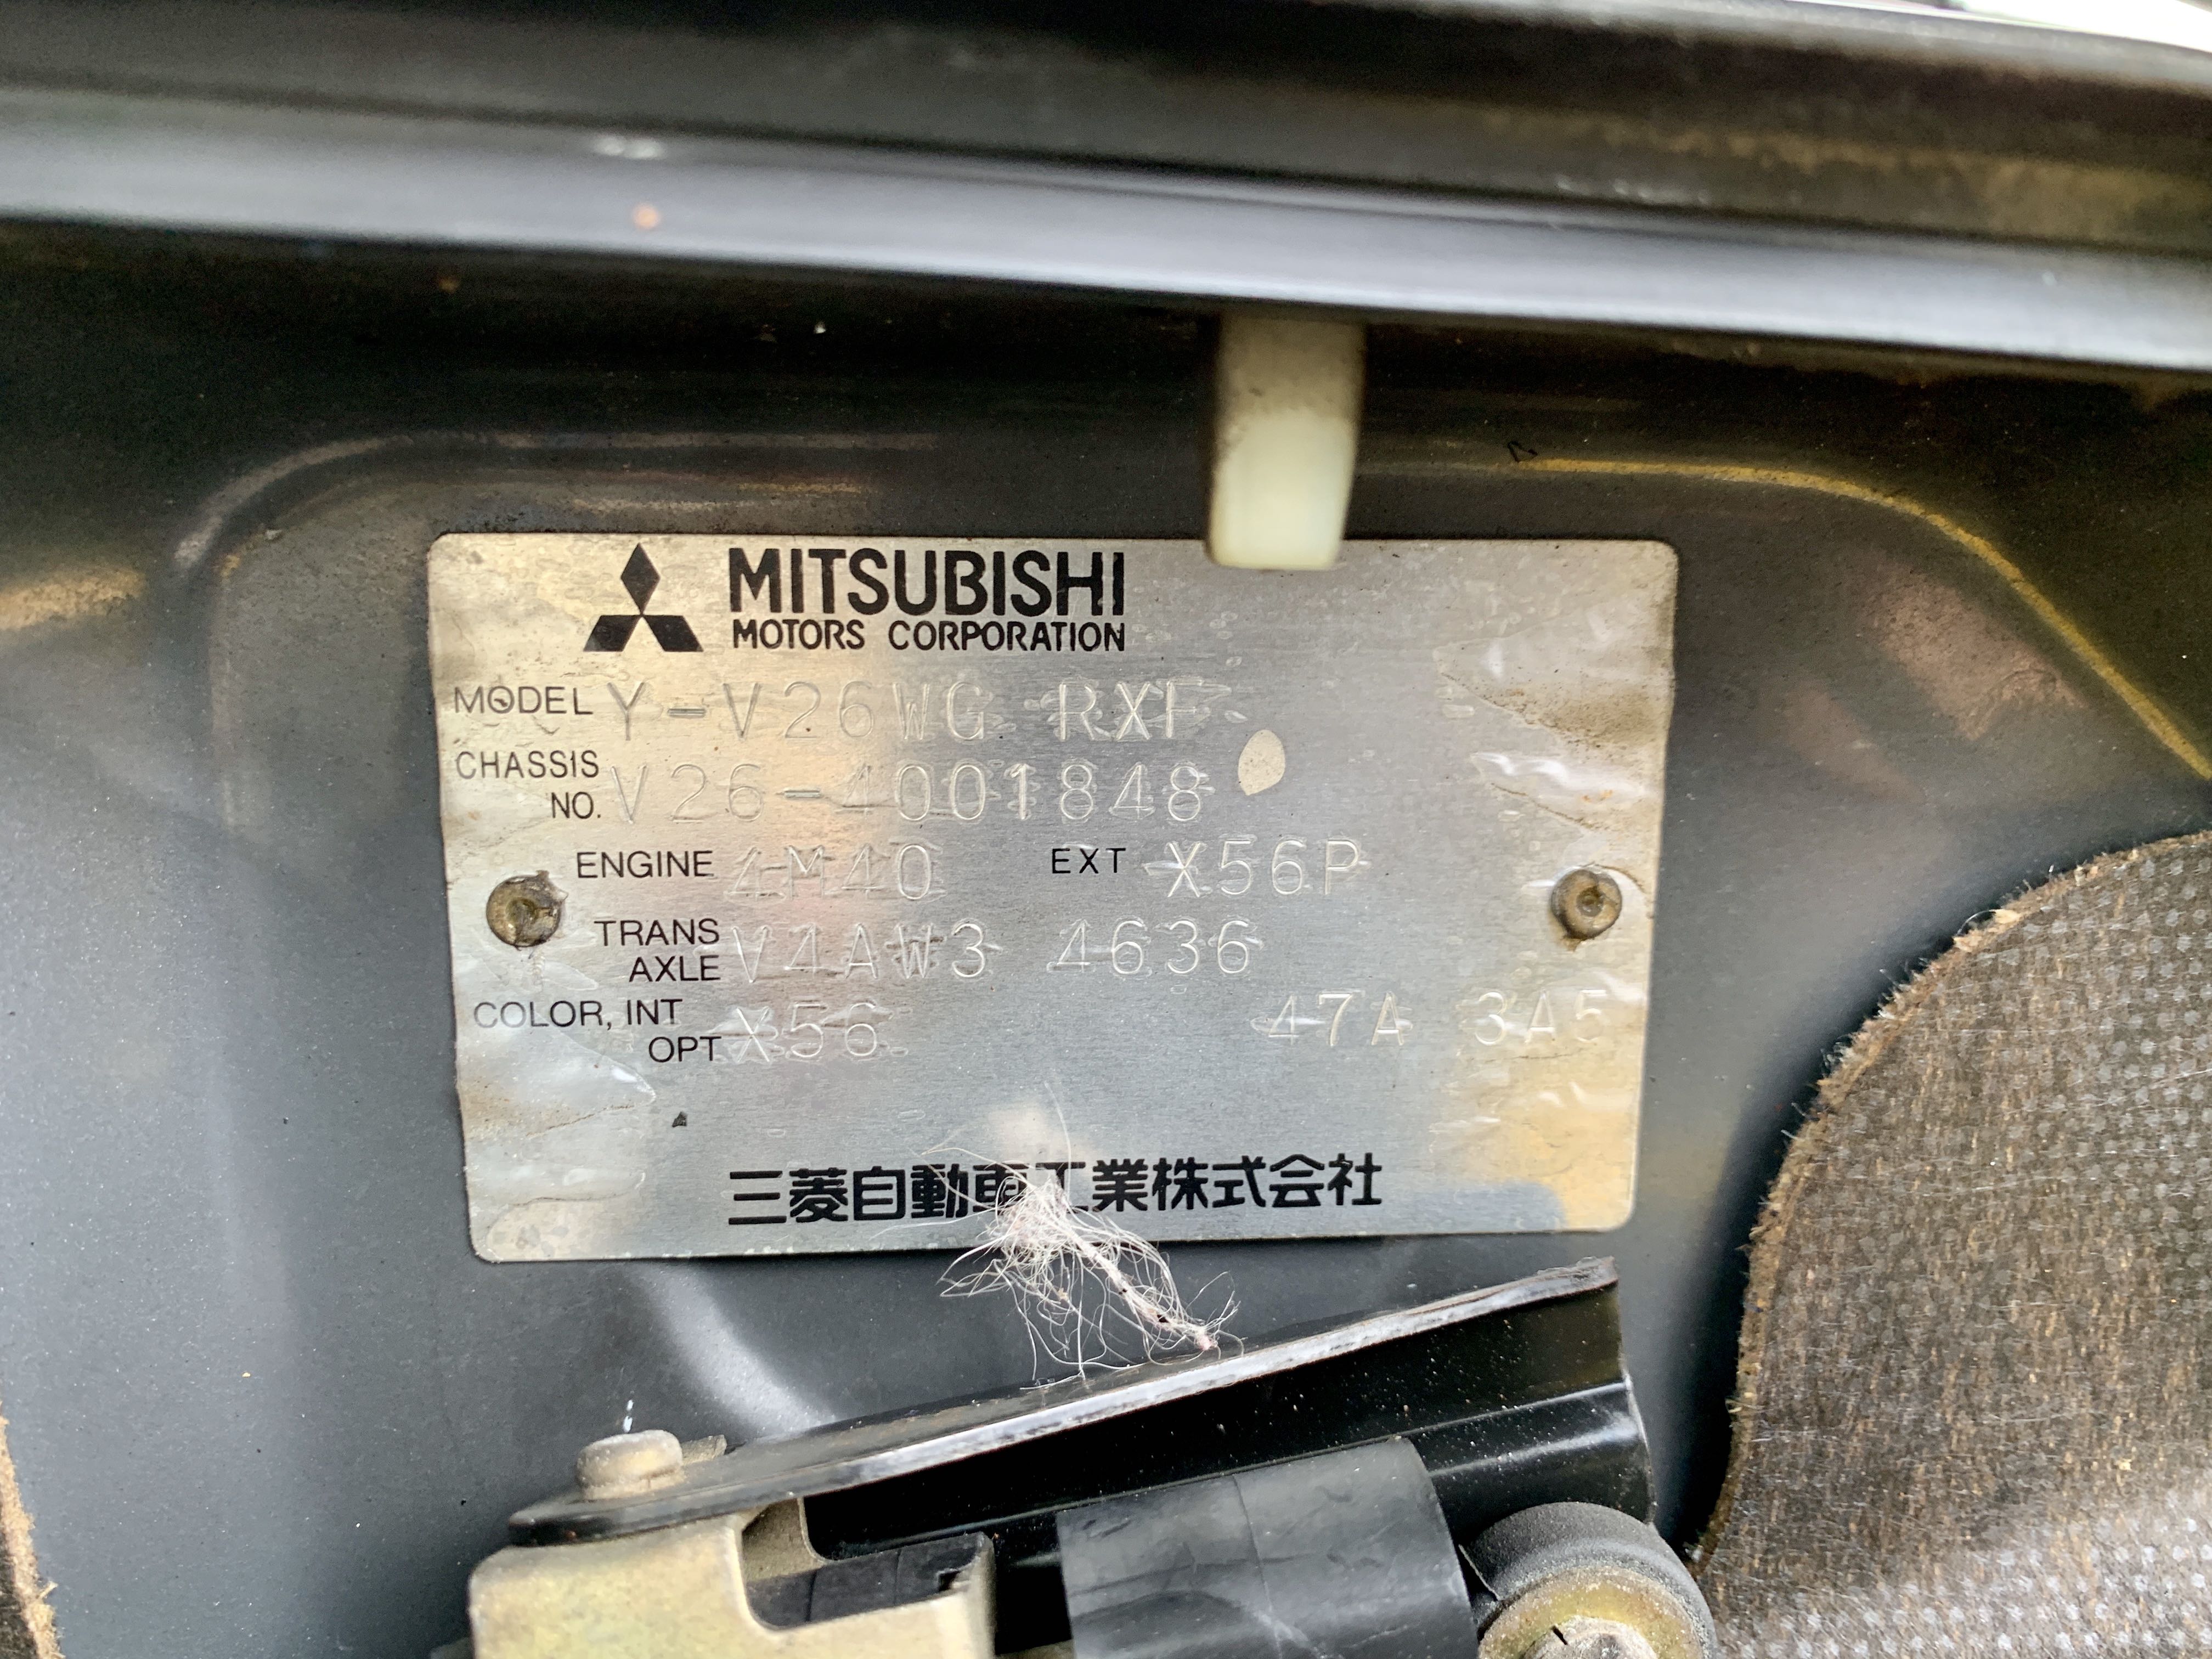 MITSUBISHI
MOTORS CORPORATION
MODEL Y-V26WG RXF
CHASSIS NO. V26-4001848
ENGINE 4M40 EXT X56P
TRANS AXLE V4AW3 4636
COLOR, INT OPT X56 47A 3A5
三菱自動車工業株式会社